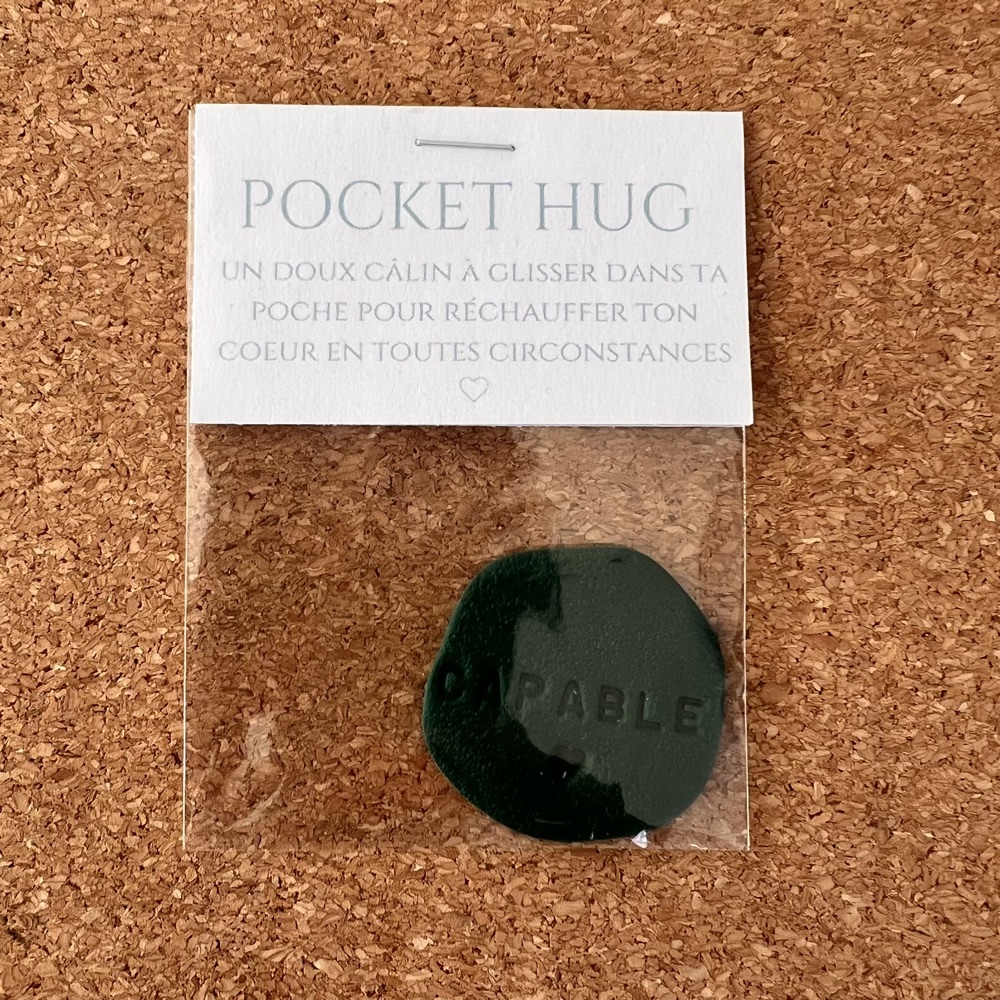 POCKET HUG
UN DOUX CÂLIN À GLISSER DANS TA
POCHE POUR RÉCHAUFFER TON
COEUR EN TOUTES CIRCONSTANCES
CAPABLE